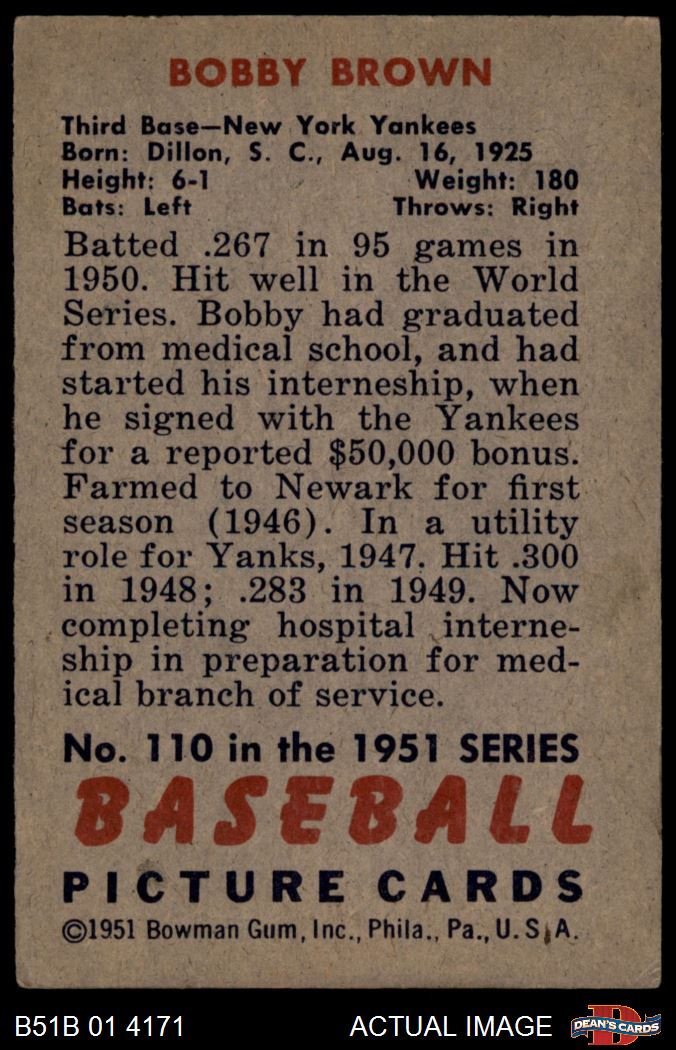 BOBBY BROWN
Third Base—New York Yankees
Born: Dillon, S. C., Aug. 16, 1925
Height: 6-1 Weight: 180
Bats: Left Throws: Right
Batted .267 in 95 games in
1950. Hit well in the World
Series. Bobby had graduated
from medical school, and had
started his interneship, when
he signed with the Yankees
for a reported $50,000 bonus.
Farmed to Newark for first
season (1946). In a utility
role for Yanks, 1947. Hit .300
in 1948; .283 in 1949. Now
completing hospital interne-
ship in preparation for med-
ical branch of service.
No. 110 in the 1951 SERIES
BASEBALL
PICTURE CARDS
©1951 Bowman Gum, Inc., Phila., Pa., U.S.A.
B51B 01 4171 ACTUAL IMAGE DEAN'S CARDS